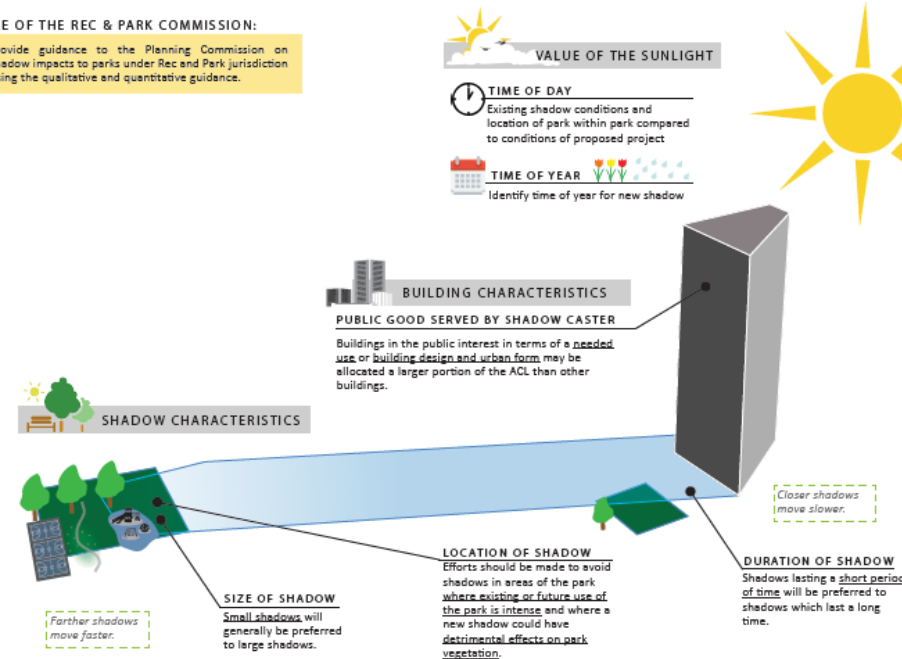 E OF THE REC & PARK COMMISSION:
ovide guidance to the Planning Commission on
adow impacts to parks under Rec and Park jurisdiction
ing the qualitative and quantitative guidance.
VALUE OF THE SUNLIGHT
TIME OF DAY
Existing shadow conditions and
location of park within park compared
to conditions of proposed project
TIME OF YEAR
Identify time of year for new shadow
BUILDING CHARACTERISTICS
PUBLIC GOOD SERVED BY SHADOW CASTER
Buildings in the public interest in terms of a needed
use or building design and urban form may be
allocated a larger portion of the ACL than other
buildings.
SHADOW CHARACTERISTICS
Closer shadows
move slower.
LOCATION OF SHADOW
Efforts should be made to avoid
shadows in areas of the park
where existing or future use of
the park is intense and where a
new shadow could have
detrimental effects on park
vegetation.
DURATION OF SHADOW
Shadows lasting a short period
of time will be preferred to
shadows which last a long
time.
SIZE OF SHADOW
Small shadows will
generally be preferred
to large shadows.
Farther shadows
move faster.